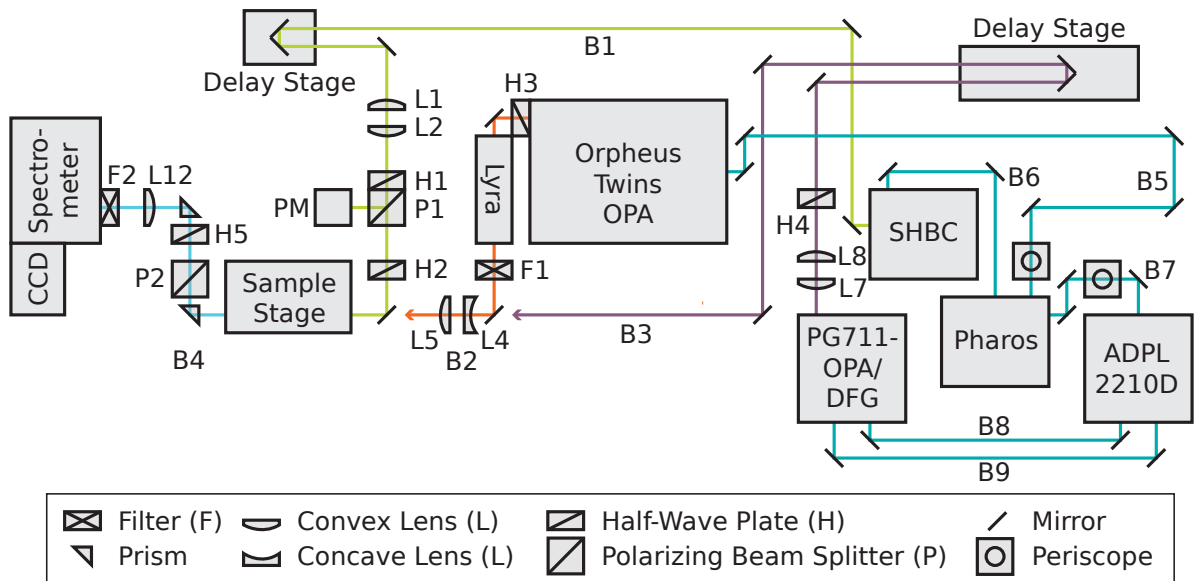 Delay Stage
B1
Delay Stage
H3
L1
L2
Spectro-
meter
F2
L12
Orpheus
Twins
OPA
Lyra
H1
P1
PM
B6
B5
H4
SHBC
H5
P2
CCD
H2
F1
L8
L7
B7
Sample
Stage
L5
L4
B2
B3
B4
PG711-
OPA/
DFG
Pharos
ADPL
2210D
B8
B9
Filter (F)
Convex Lens (L)
Half-Wave Plate (H)
Mirror
Prism
Concave Lens (L)
Polarizing Beam Splitter (P)
Periscope